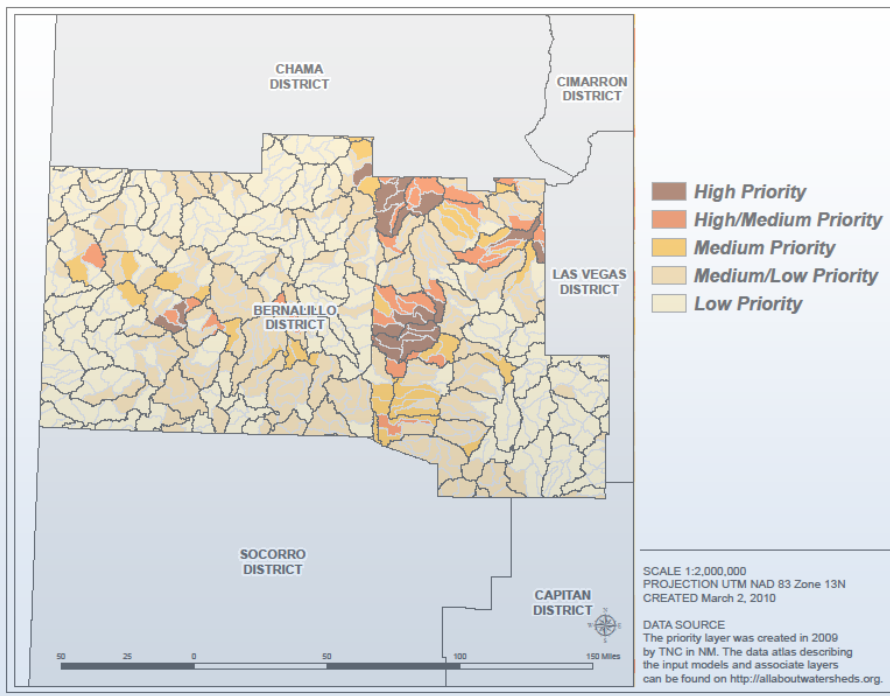 CHAMA
DISTRICT
CIMARRON
DISTRICT
High Priority
High/Medium Priority
Medium Priority
Medium/Low Priority
Low Priority
LAS VEGAS
DISTRICT
BERNALILLO
DISTRICT
SOCORRO
DISTRICT
CAPITAN
DISTRICT
50 25 0 50 100 150 Miles
SCALE 1:2,000,000
PROJECTION UTM NAD 83 Zone 13N
CREATED March 2, 2010
DATA SOURCE
The priority layer was created in 2009
by TNC in NM. The data atlas describing
the input models and associate layers
can be found on http://allaboutwatersheds.org.